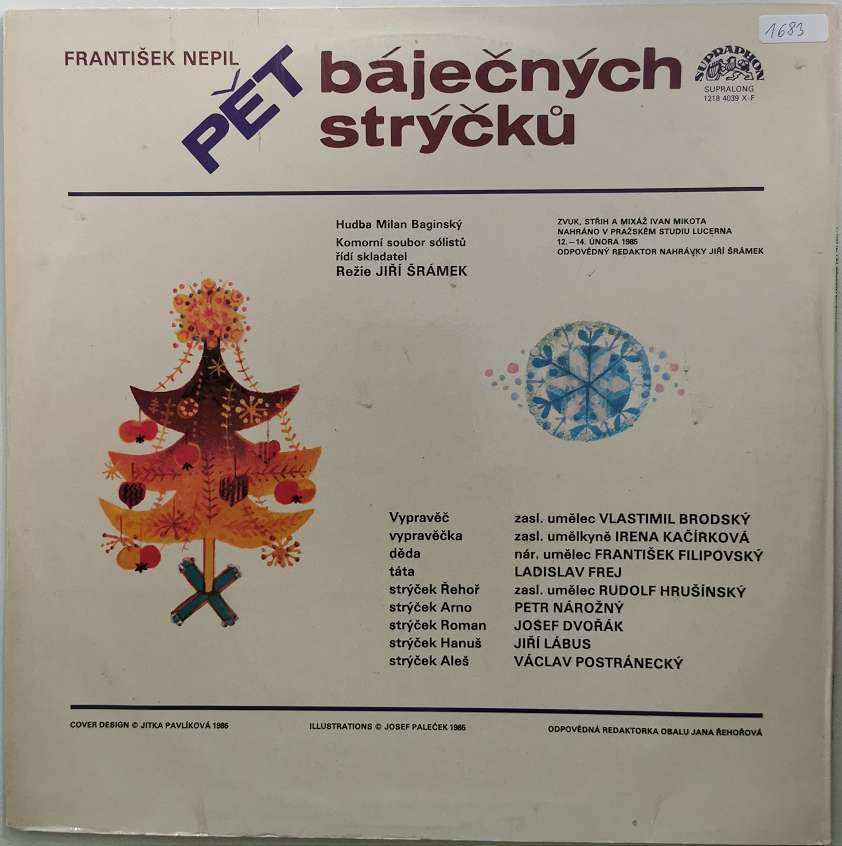 1683
FRANTIŠEK NEPIL
PĚT báječných
strýčků
SUPRAPHON
SUPRALONG
1218 4039 X-F
Hudba Milan Baginský
Komorní soubor sólistů
řídí skladatel
Režie JIŘÍ ŠRÁMEK
ZVUK, STŘIH A MIXÁŽ IVAN MIKOTA
NAHRÁNO V PRAŽSKÉM STUDIU LUCERNA
12.–14. ÚNORA 1985
ODPOVĚDNÝ REDAKTOR NAHRÁVKY JIŘÍ ŠRÁMEK
Vypravěč zasl. umělec VLASTIMIL BRODSKÝ
vypravěčka zasl. umělkyně IRENA KAČÍRKOVÁ
děda nár. umělec FRANTIŠEK FILIPOVSKÝ
táta LADISLAV FREJ
strýček Řehoř zasl. umělec RUDOLF HRUŠÍNSKÝ
strýček Arno PETR NÁROŽNÝ
strýček Roman JOSEF DVOŘÁK
strýček Hanuš JIŘÍ LÁBUS
strýček Aleš VÁCLAV POSTRÁNECKÝ
COVER DESIGN © JITKA PAVLÍKOVÁ 1986
ILLUSTRATIONS © JOSEF PALEČEK 1985
ODPOVĚDNÁ REDAKTORKA OBALU JANA ŘEHOŘOVÁ